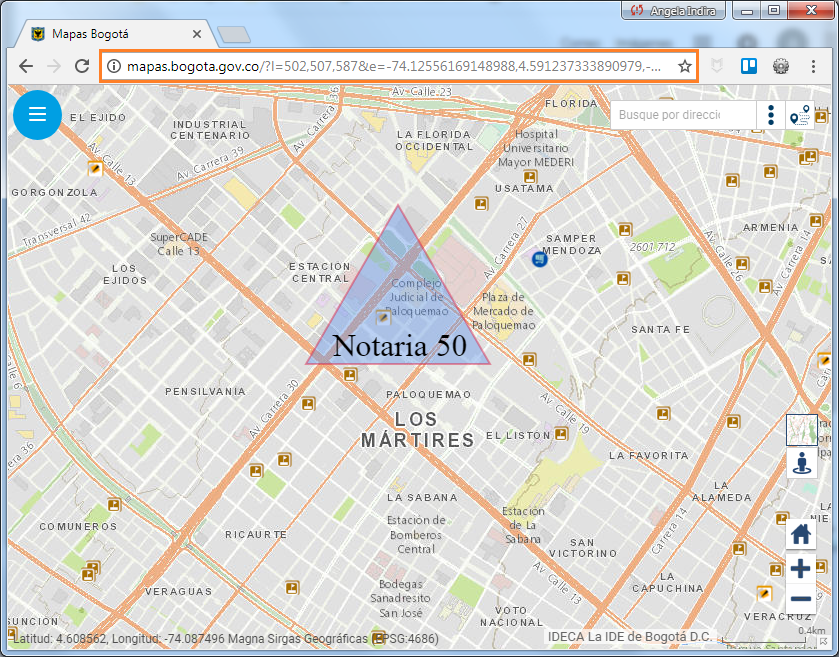 Angela Indira
Mapas Bogotá
mapas.bogota.gov.co/?l=502,507,587&e=-74.12556169148988,4.591237333890979,-...
Busque por direcci
EL EJIDO
INDUSTRIAL
CENTENARIO
Av. Carrera 36
Av. Calle 23
FLORIDA
LA FLORIDA
OCCIDENTAL
Hospital
Universitario
Mayor MEDERI
Av. Calle 13
Av. Carrera 39
USATAMA
GORGONZOLA
Transversal 42
SuperCADE
Calle 13
LOS
EJIDOS
ESTACIÓN
CENTRAL
Av. Carrera 27
SAMPER
MENDOZA
2601 712
ARMENIA
Av. Calle 26
Av. Carrera 14
Complejo
Judicial de
Paloquemao
Plaza de
Mercado de
Paloquemao
SANTA FE
Notaria 50
PENSILVANIA
Av. Carrera 30
PALOQUEMAO
LOS
MÁRTIRES
Av. Calle 19
EL LISTÓN
LA FAVORITA
LA SABANA
LA
ALAMEDA
Estación
de La
Sabana
Carrera 14
COMUNEROS
RICAURTE
Estación de
Bomberos
Central
SAN
VICTORINO
Av. Calle 13
LA
CAPUCHINA
VERAGUAS
Bodegas
Sanadresito
San José
VOTO
NACIONAL
VERACRUZ
Latitud: 4.608562, Longitud: -74.087496 Magna Sirgas Geográficas (EPSG:4686)
IDECA La IDE de Bogotá D.C.
0.4km